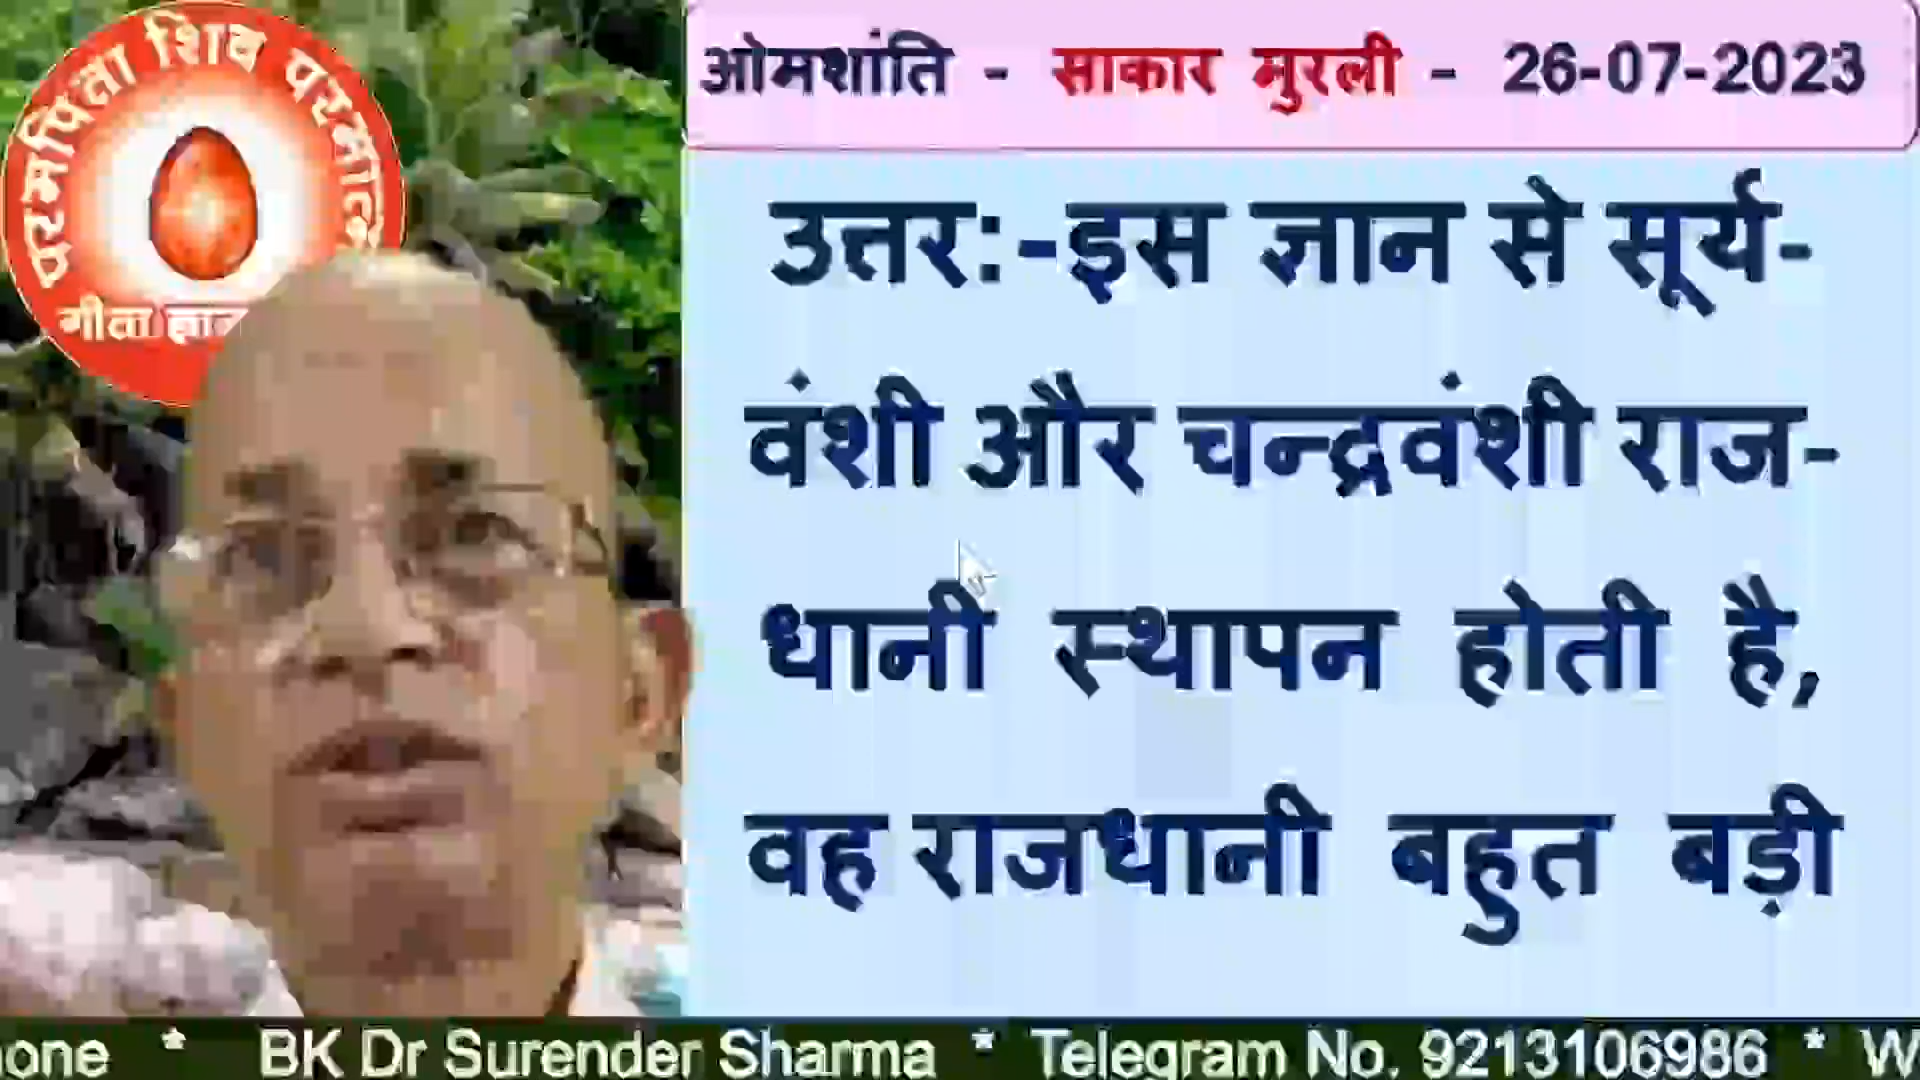 परमपिता शिव
गीता ज्ञान
ओमशांति - साकार मुरली - 26-07-2023
उत्तर:-इस ज्ञान से सूर्य-
वंशी और चन्द्रवंशी राज-
धानी स्थापन होती है,
वह राजधानी बहुत बड़ी
hone * BK Dr Surender Sharma * Telegram No. 9213106986 * W